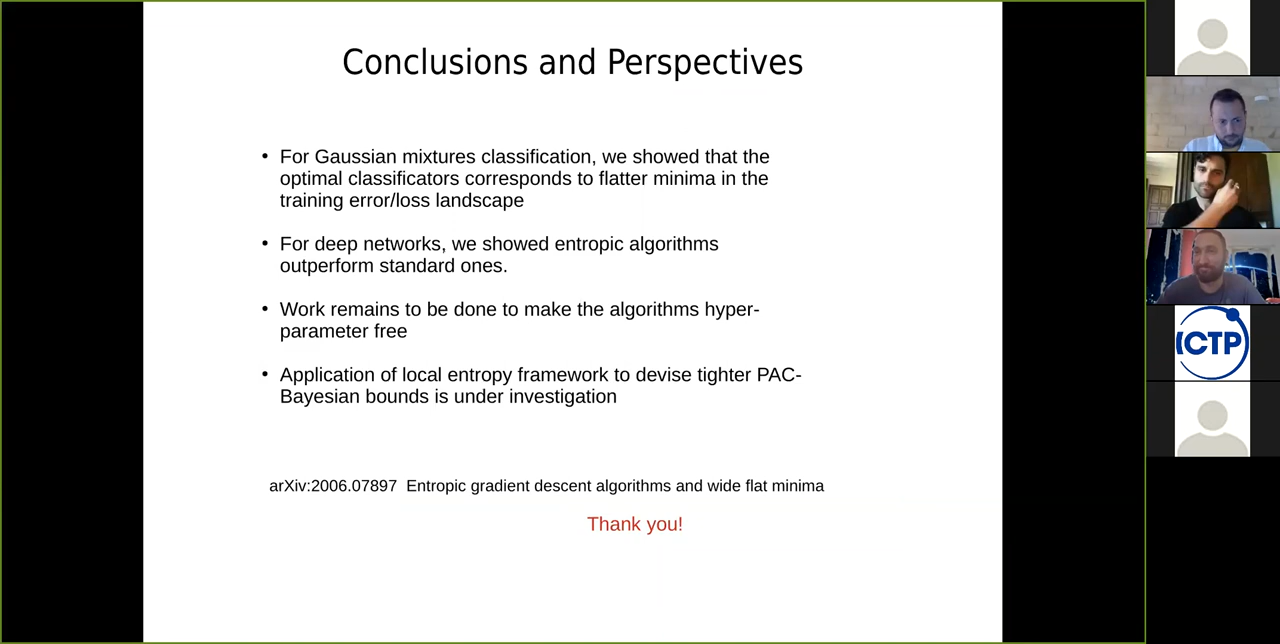 Conclusions and Perspectives
• For Gaussian mixtures classification, we showed that the
optimal classificators corresponds to flatter minima in the
training error/loss landscape
• For deep networks, we showed entropic algorithms
outperform standard ones.
• Work remains to be done to make the algorithms hyper-
parameter free
• Application of local entropy framework to devise tighter PAC-
Bayesian bounds is under investigation
arXiv:2006.07897 Entropic gradient descent algorithms and wide flat minima
Thank you!
ICTP